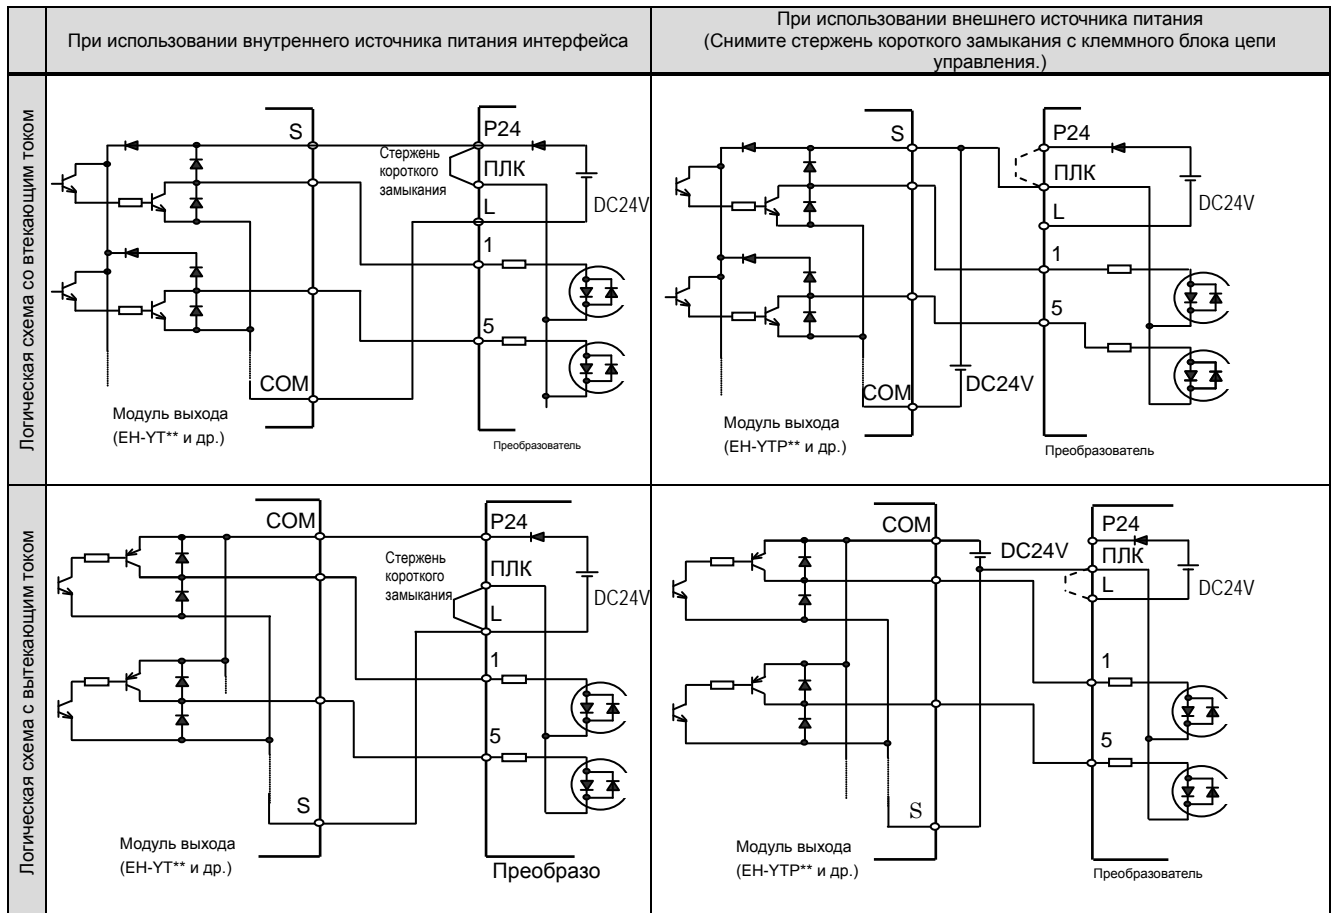 При использовании внутреннего источника питания интерфейса
При использовании внешнего источника питания
(Снимите стержень короткого замыкания с клеммного блока цепи
управления.)
Логическая схема со втекающим током
S
P24
Стержень
короткого
замыкания
ПЛК
L
DC24V
1
5
COM
Модуль выхода
(EH-YT** и др.)
Преобразователь
S
P24
ПЛК
L
DC24V
1
5
DC24V
COM
Модуль выхода
(EH-YTP** и др.)
Преобразователь
Логическая схема с вытекающим током
COM
P24
Стержень
короткого
замыкания
ПЛК
L
DC24V
1
5
S
Модуль выхода
(EH-YT** и др.)
Преобразо
COM
DC24V
P24
ПЛК
L
DC24V
1
5
S
Модуль выхода
(EH-YTP** и др.)
Преобразователь